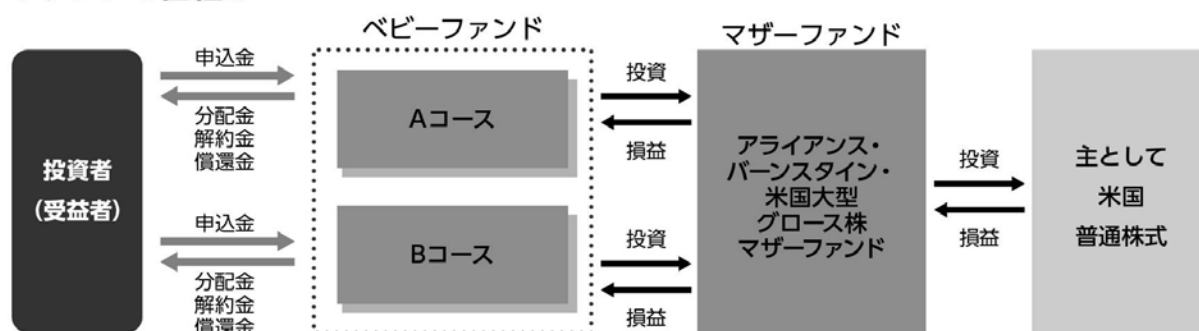 ベビーファンド
マザーファンド
投資者
(受益者)
申込金
分配金
解約金
償還金
申込金
分配金
解約金
償還金
Aコース
Bコース
投資
損益
投資
損益
アライアンス・
バーンスタイン・
米国大型
グロース株
マザーファンド
投資
損益
主として
米国
普通株式